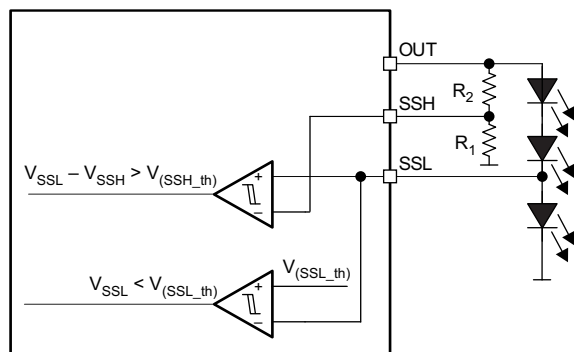 OUT
R2
SSH
R1
VSSL – VSSH > V(SSH_th)
+
–
SSL
V(SSL_th)
VSSL < V(SSL_th)
+
–